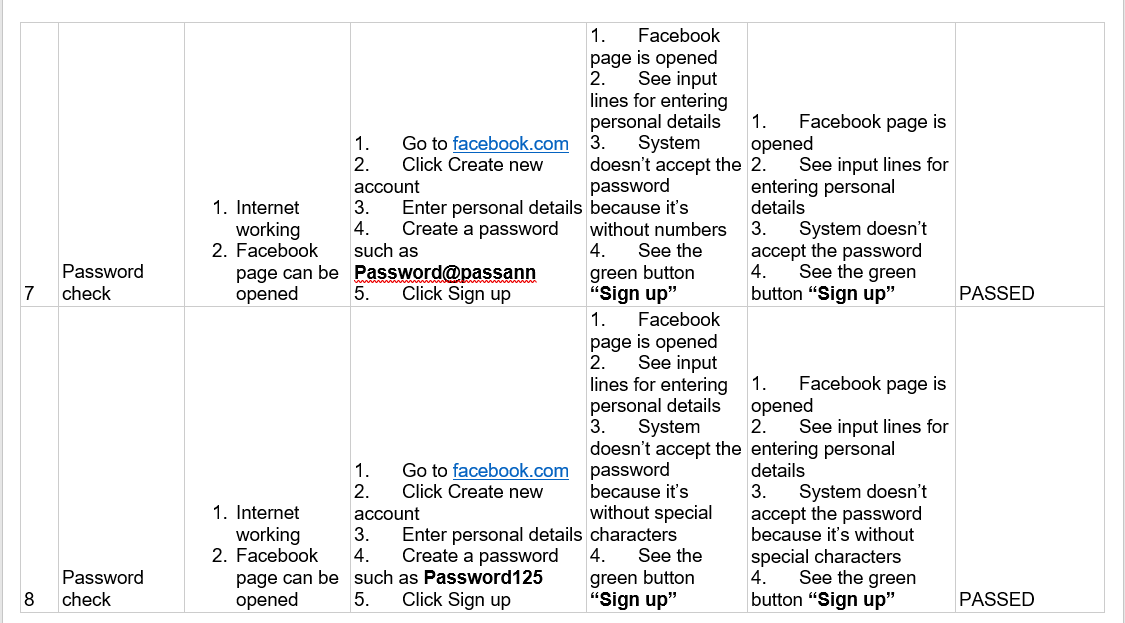 7
Password
check
1. Internet
working
2. Facebook
page can be
opened
1. Go to facebook.com
2. Click Create new
account
3. Enter personal details
4. Create a password
such as
Password@passann
5. Click Sign up
1. Facebook
page is opened
2. See input
lines for entering
personal details
3. System
doesn’t accept the
password
because it’s
without numbers
4. See the
green button
“Sign up”
1. Facebook page is
opened
2. See input lines for
entering personal
details
3. System doesn’t
accept the password
4. See the green
button “Sign up”
PASSED
8
Password
check
1. Internet
working
2. Facebook
page can be
opened
1. Go to facebook.com
2. Click Create new
account
3. Enter personal details
4. Create a password
such as Password125
5. Click Sign up
1. Facebook
page is opened
2. See input
lines for entering
personal details
3. System
doesn’t accept the
password
because it’s
without special
characters
4. See the
green button
“Sign up”
1. Facebook page is
opened
2. See input lines for
entering personal
details
3. System doesn’t
accept the password
because it’s without
special characters
4. See the green
button “Sign up”
PASSED